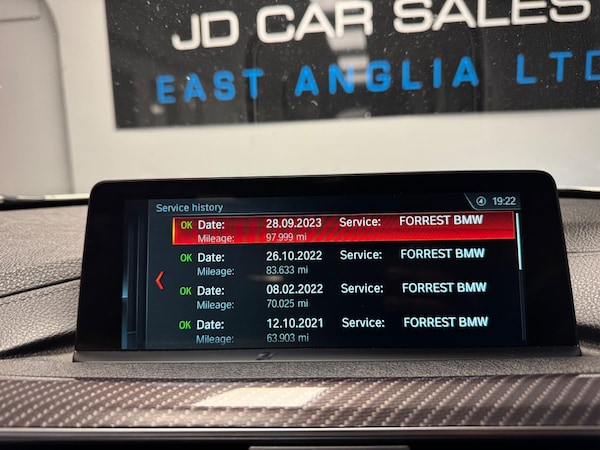 JD CAR SALES
EAST ANGLIA LTD
Service history 19:22
OK Date: 28.09.2023 Service: FORREST BMW
Mileage: 97.999 mi
OK Date: 26.10.2022 Service: FORREST BMW
Mileage: 83.633 mi
OK Date: 08.02.2022 Service: FORREST BMW
Mileage: 70.025 mi
OK Date: 12.10.2021 Service: FORREST BMW
Mileage: 63.903 mi